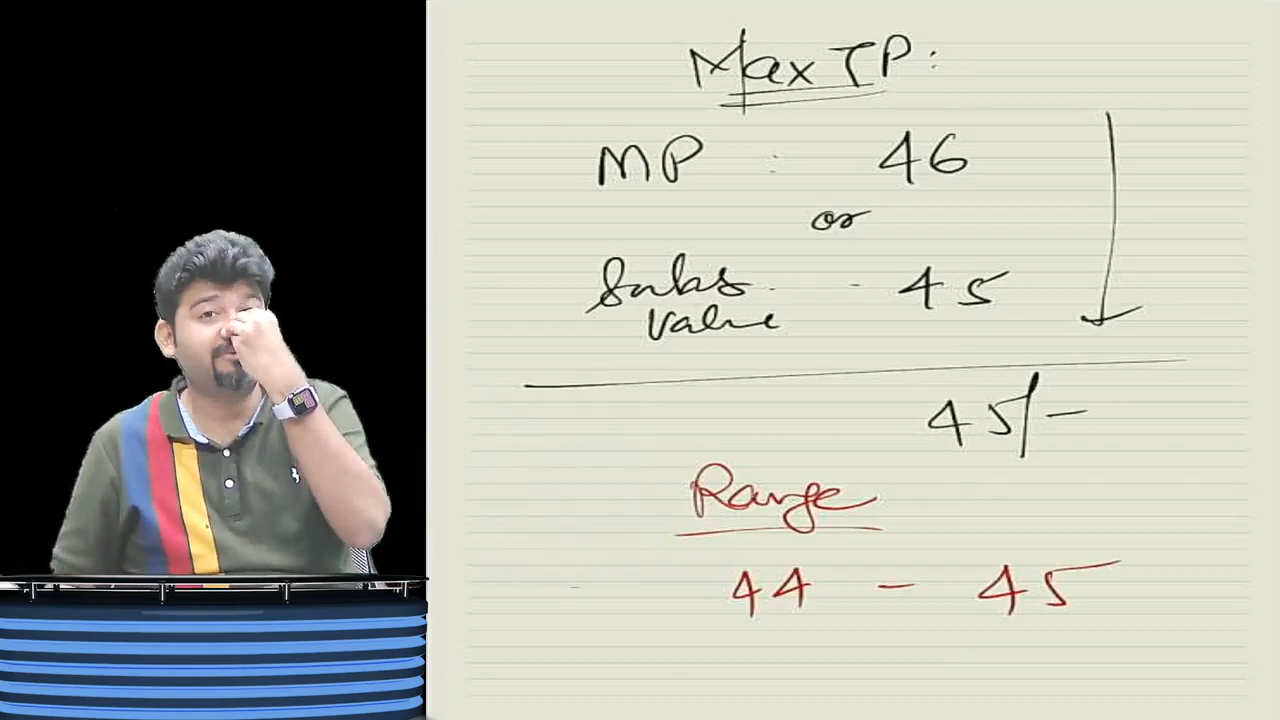 Max TP:
MP : 46
or
Subs. - 45
Value
45/-
Range
44 - 45